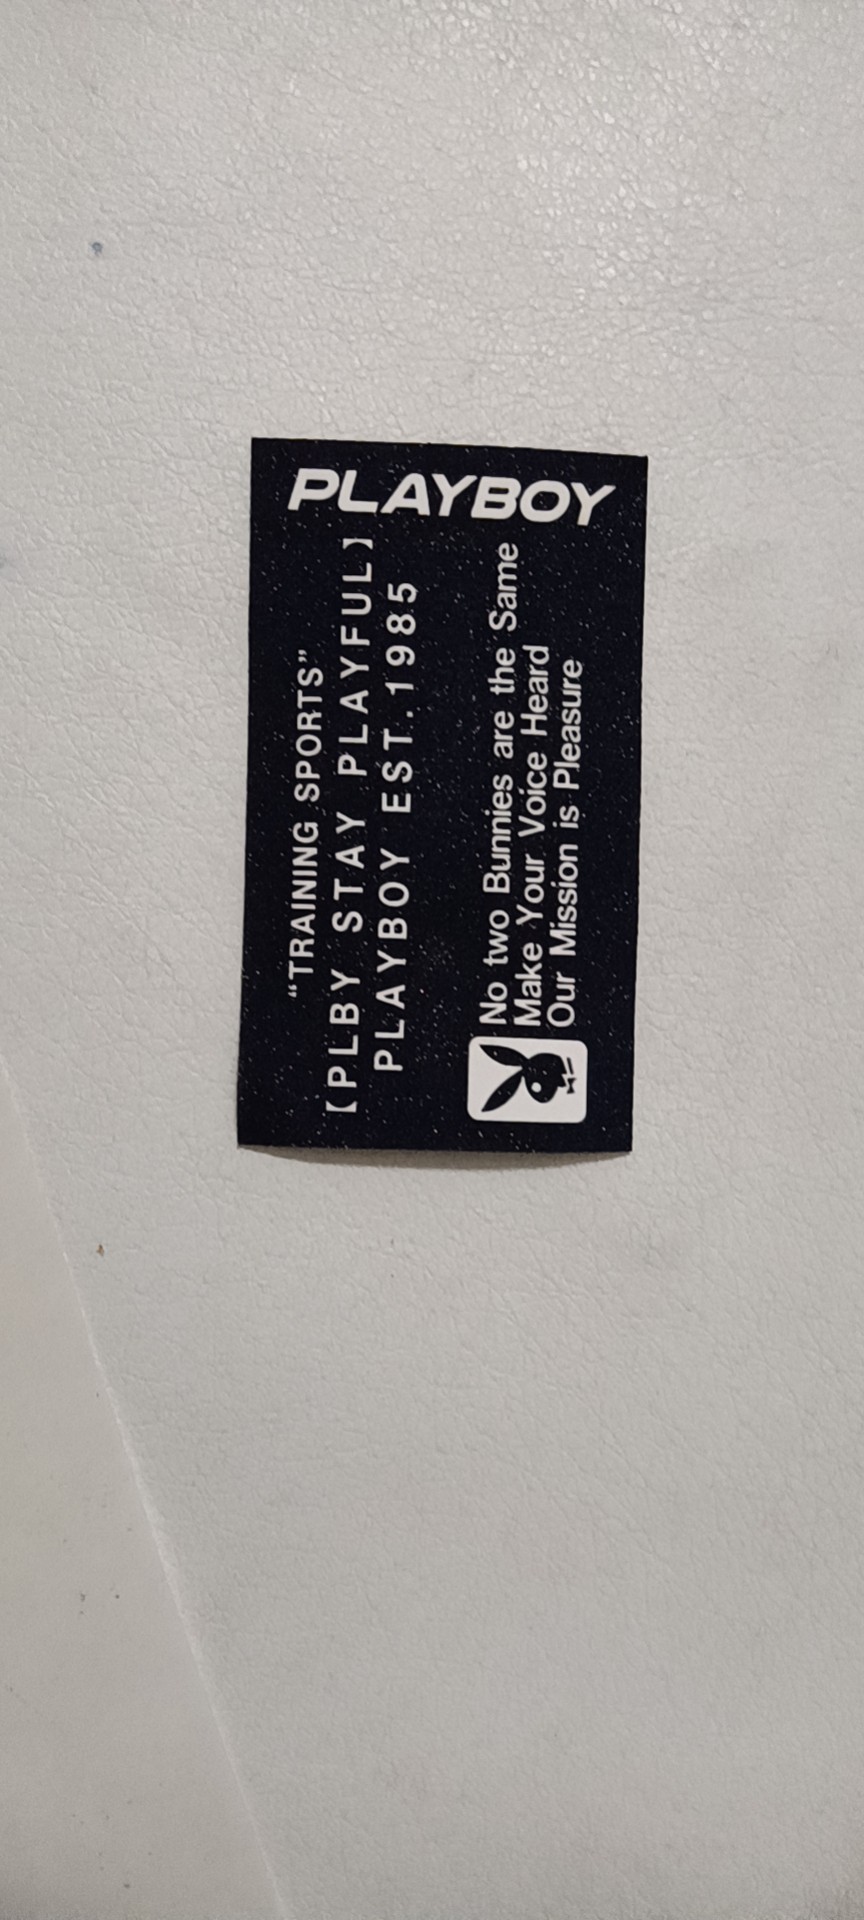 PLAYBOY
“TRAINING SPORTS”
[PLBY STAY PLAYFUL]
PLAYBOY EST.1985
No two Bunnies are the Same
Make Your Voice Heard
Our Mission is Pleasure